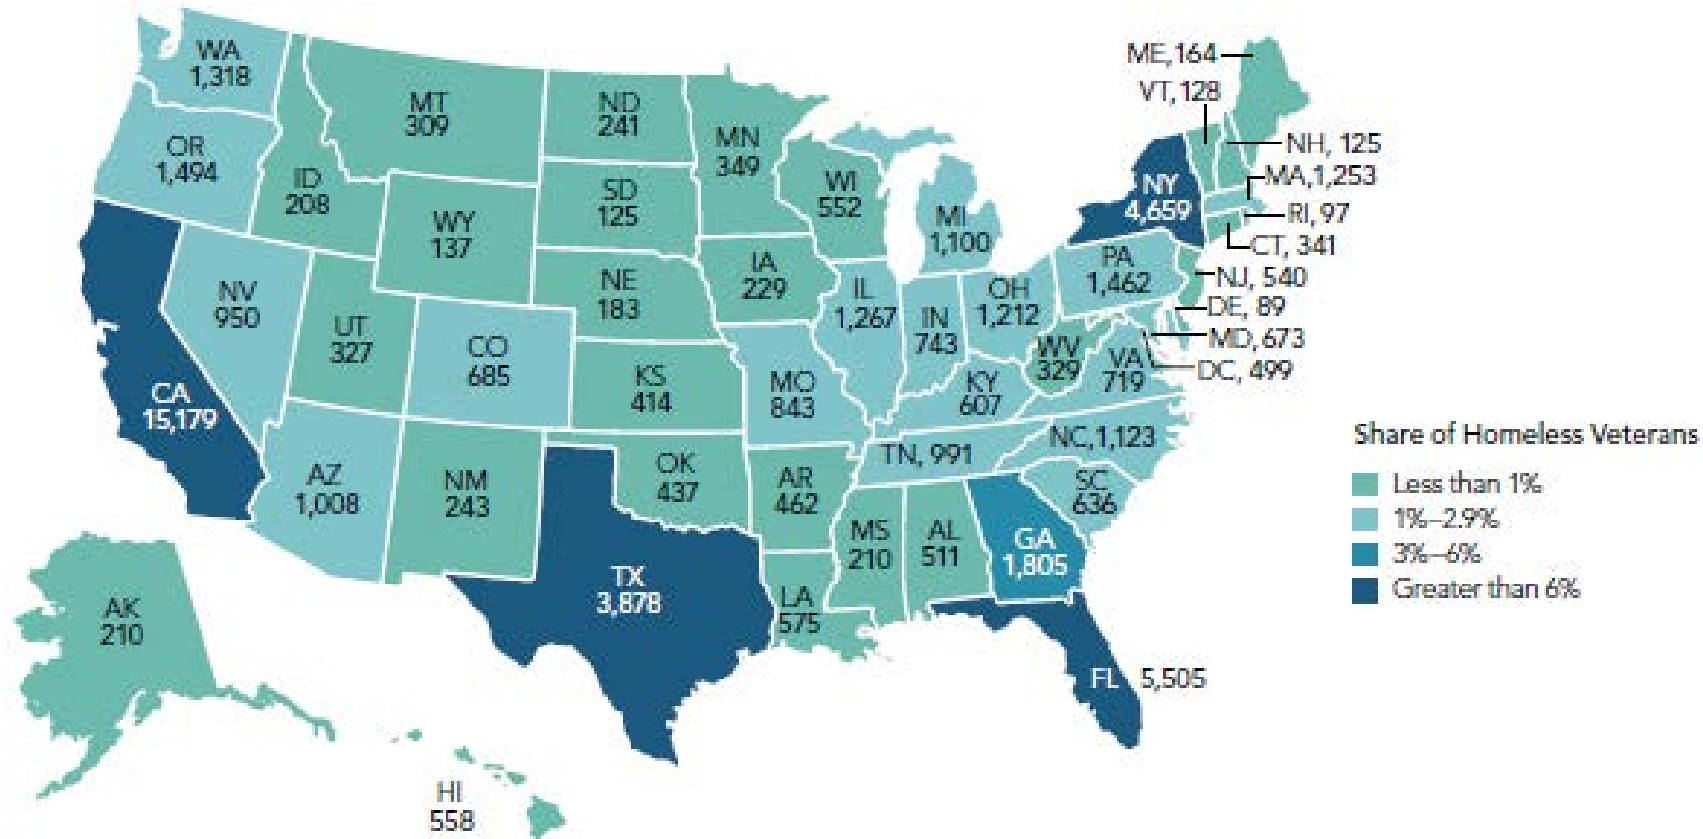 WA
1,318
MT
309
ND
241
MN
349
OR
1,494
ID
208
SD
125
WI
552
WY
137
MI
1,100
NY
4,659
ME, 164
VT, 128
NH, 125
MA, 1,253
RI, 97
CT, 341
NJ, 540
DE, 89
MD, 673
DC, 499
PA
1,462
NV
950
UT
327
CO
685
NE
183
IA
229
IL
1,267
IN
743
OH
1,212
WV
329
VA
719
KY
607
KS
414
MO
843
CA
15,179
AZ
1,008
NM
243
OK
437
AR
462
TN, 991
NC, 1,123
SC
636
MS
210
AL
511
GA
1,805
TX
3,878
LA
575
FL 5,505
AK
210
HI
558
Share of Homeless Veterans
Less than 1%
1%–2.9%
3%–6%
Greater than 6%